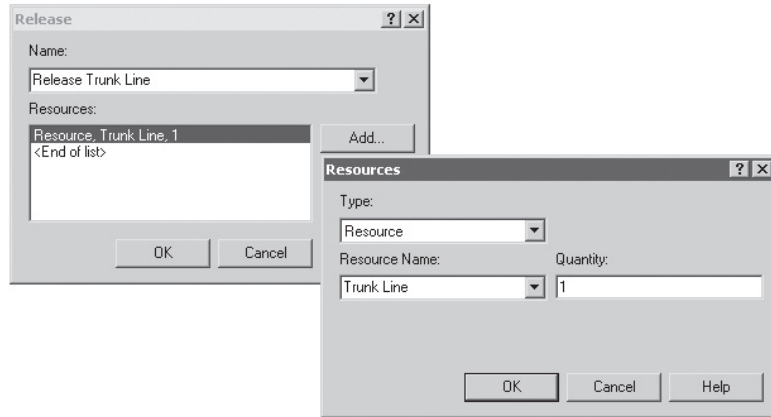 Release
Name:
Release Trunk Line
Resources:
Resource, Trunk Line, 1
<End of list>
Add...
OK
Cancel
Resources
Type:
Resource
Resource Name:
Quantity:
Trunk Line
1
OK
Cancel
Help